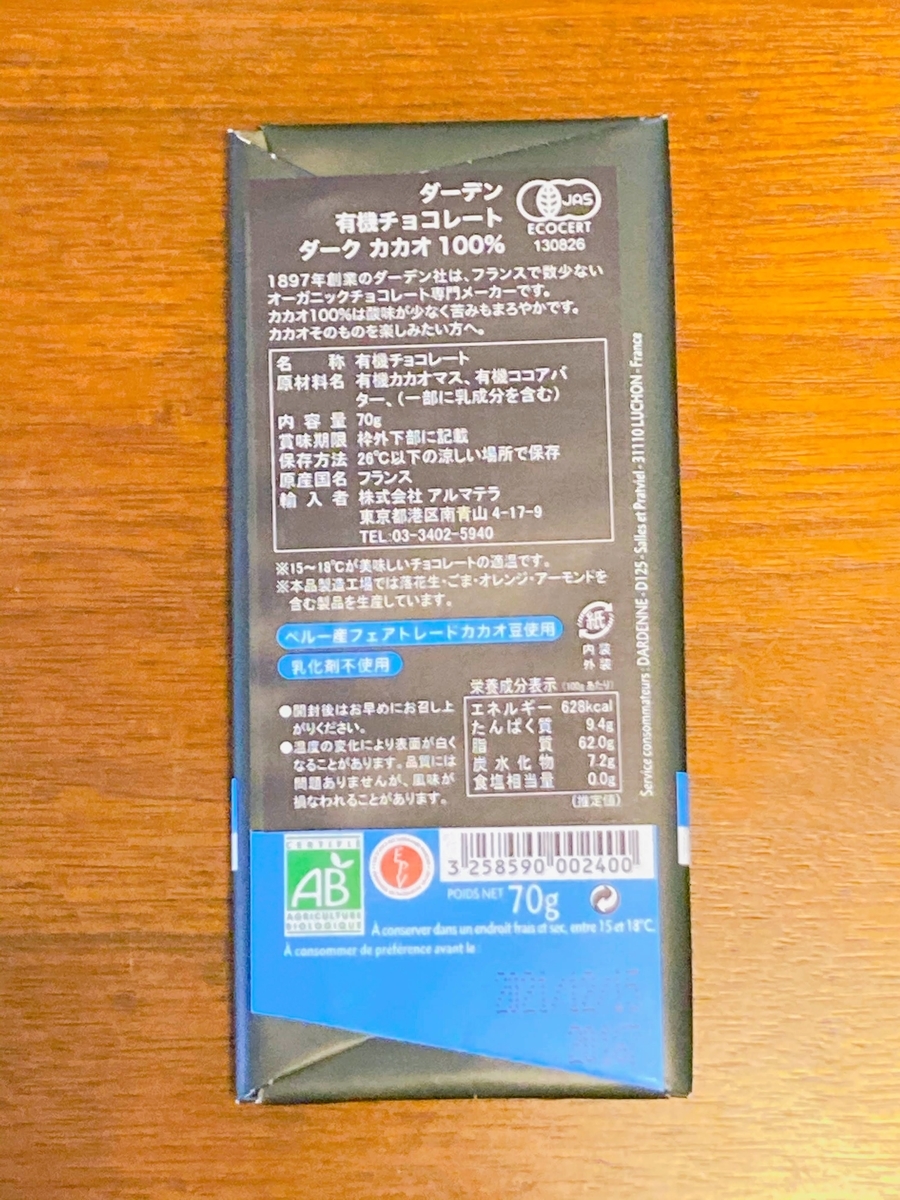 ダーデン
有機チョコレート
ダーク カカオ 100%
JAS
ECOCERT
130826
1897年創業のダーデン社は、フランスで数少ない
オーガニックチョコレート専門メーカーです。
カカオ100%は酸味が少なく苦みもまろやかです。
カカオそのものを楽しみたい方へ。
名称 有機チョコレート
原材料名 有機カカオマス、有機ココアバ
ター、(一部に乳成分を含む)
内容量 70g
賞味期限 枠外下部に記載
保存方法 26℃以下の涼しい場所で保存
原産国名 フランス
輸入者 株式会社 アルマテラ
東京都港区南青山 4-17-9
TEL:03-3402-5940
※15〜18℃が美味しいチョコレートの適温です。
※本品製造工場では落花生・ごま・オレンジ・アーモンドを
含む製品を生産しています。
ペルー産フェアトレードカカオ豆使用
乳化剤不使用
紙
内装
外装
●開封後はお早めにお召し上
がりください。
●温度の変化により表面が白く
なることがあります。品質には
問題ありませんが、風味が
損なわれることがあります。
栄養成分表示 (100gあたり)
エネルギー 628kcal
たんぱく質 9.4g
脂質 62.0g
炭水化物 7.2g
食塩相当量 0.0g
(推定値)
Service consommateurs : DARDENNE - D125 - Salles et Pratviel - 31110 LUCHON - France
CERTIFIÉ
AB
AGRICULTURE
BIOLOGIQUE
EPV
3 258590 002400
POIDS NET 70g
À conserver dans un endroit frais et sec, entre 15 et 18°C.
À consommer de préférence avant le